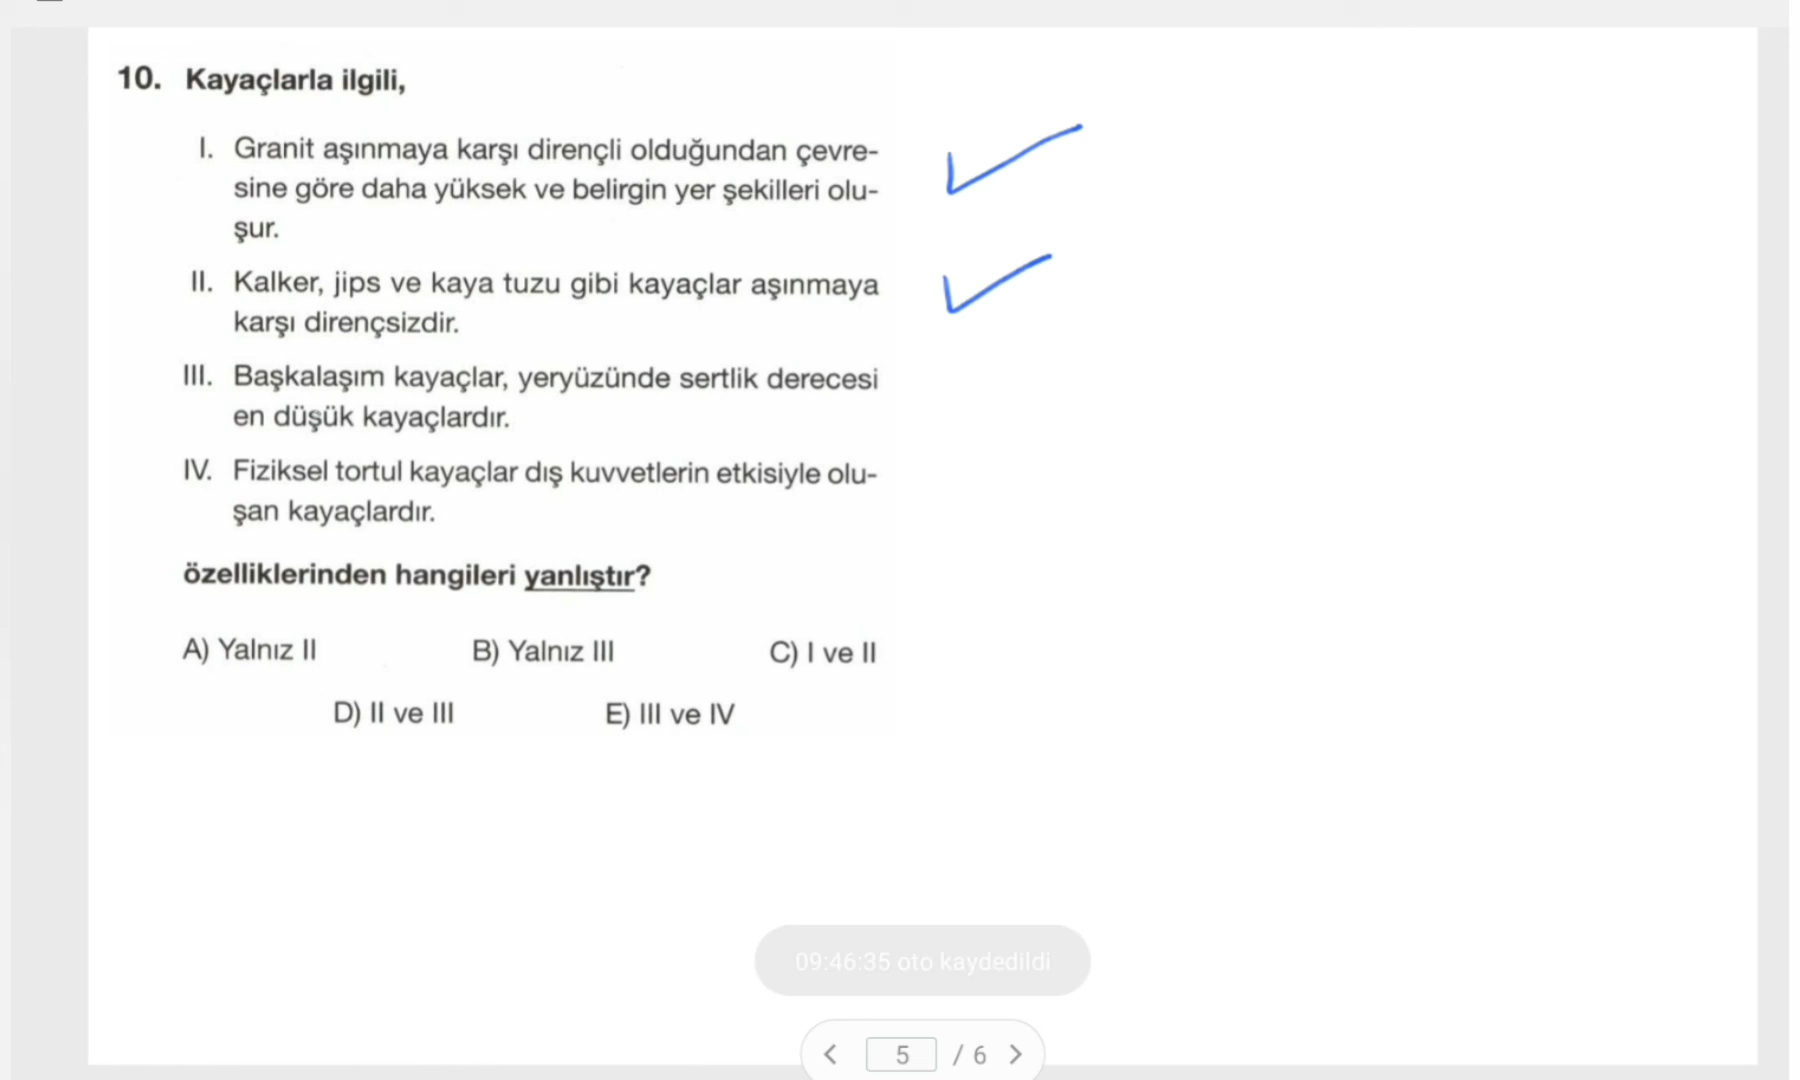 10. Kayaçlarla ilgili,
I. Granit aşınmaya karşı dirençli olduğundan çevre-
sine göre daha yüksek ve belirgin yer şekilleri olu-
şur.
II. Kalker, jips ve kaya tuzu gibi kayaçlar aşınmaya
karşı dirençsizdir.
III. Başkalaşım kayaçlar, yeryüzünde sertlik derecesi
en düşük kayaçlardır.
IV. Fiziksel tortul kayaçlar dış kuvvetlerin etkisiyle olu-
şan kayaçlardır.
özelliklerinden hangileri yanlıştır?
A) Yalnız II B) Yalnız III C) I ve II
D) II ve III E) III ve IV
09:46:35 oto kaydedildi
< 5 / 6 >